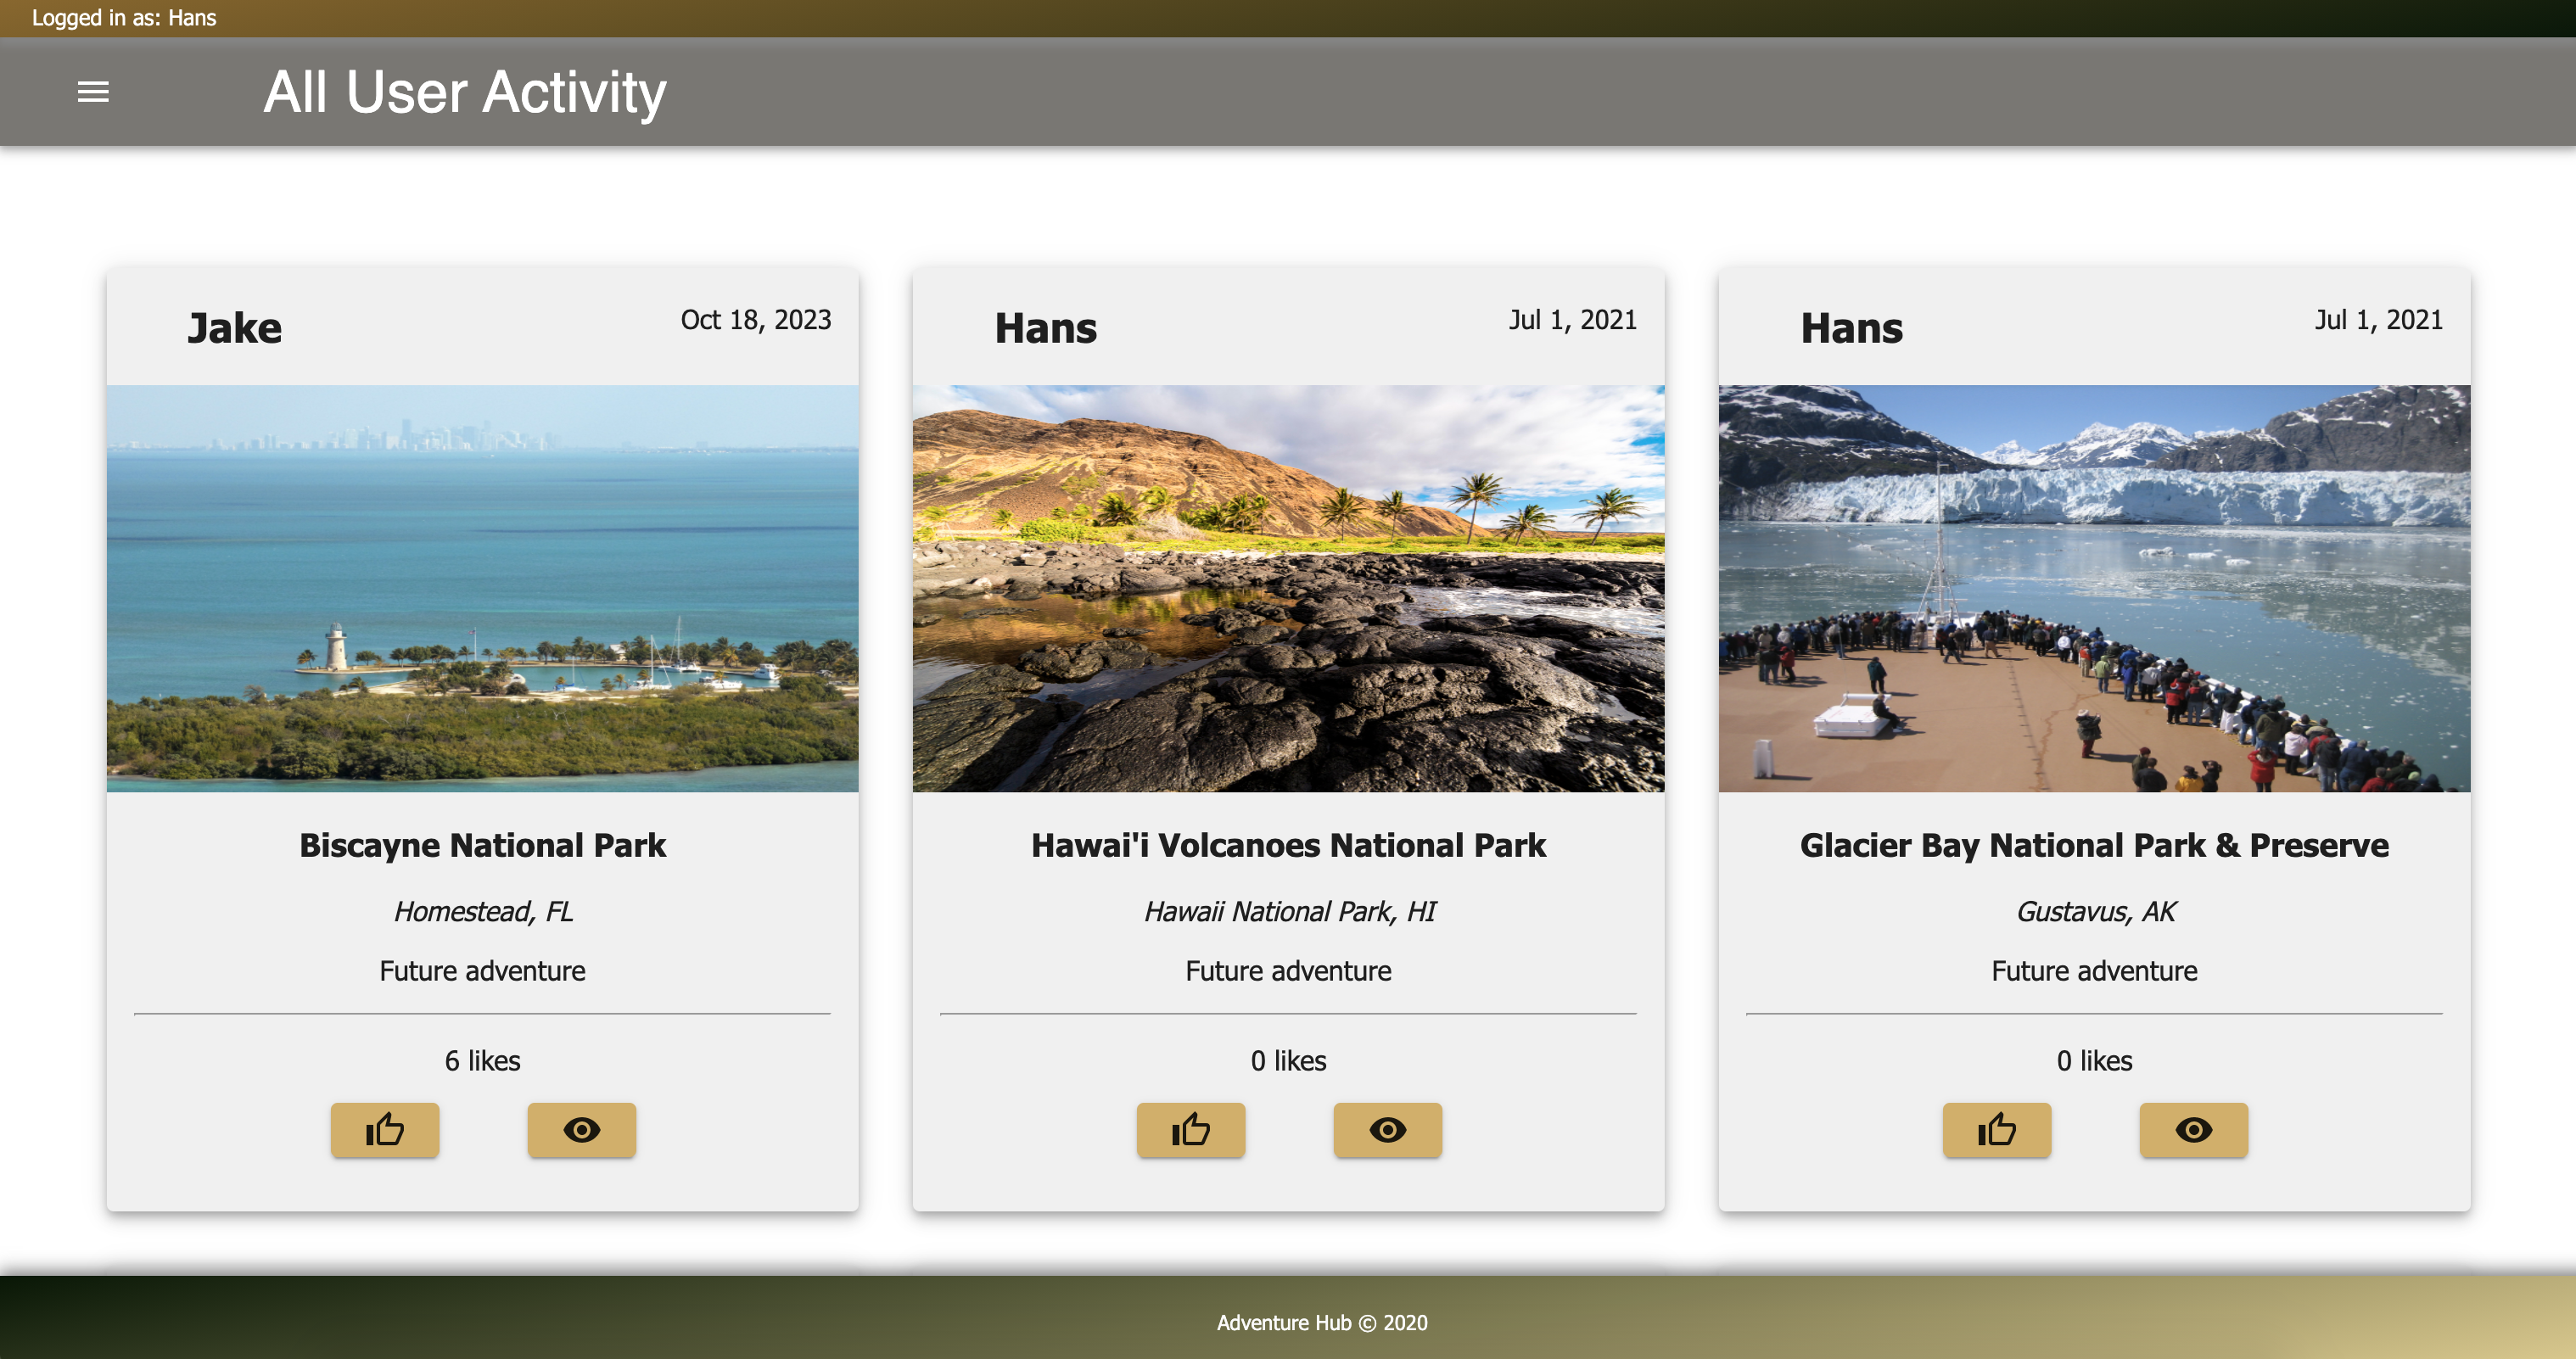 Logged in as: Hans
All User Activity
Jake
Oct 18, 2023
Biscayne National Park
Homestead, FL
Future adventure
6 likes
Hans
Jul 1, 2021
Hawai'i Volcanoes National Park
Hawaii National Park, HI
Future adventure
0 likes
Hans
Jul 1, 2021
Glacier Bay National Park & Preserve
Gustavus, AK
Future adventure
0 likes
Adventure Hub © 2020